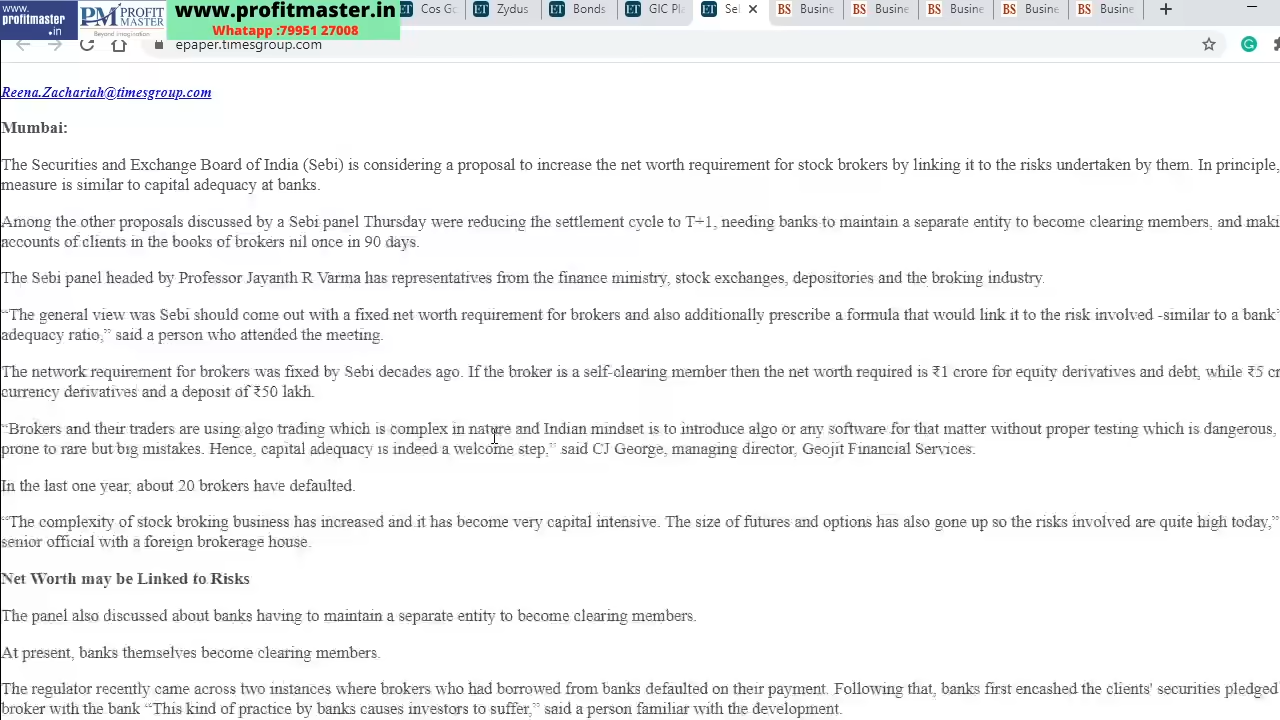 www.
profitmaster
.in
PM PROFIT MASTER
Beyond imagination
www.profitmaster.in
Whatapp :79951 27008
ET Cos Gc
ET Zydus
ET Bonds
ET GIC Pl
ET Sel
BS Busine
BS Busine
BS Busine
BS Busine
BS Busine
epaper.timesgroup.com
Reena.Zachariah@timesgroup.com
Mumbai:
The Securities and Exchange Board of India (Sebi) is considering a proposal to increase the net worth requirement for stock brokers by linking it to the risks undertaken by them. In principle,
measure is similar to capital adequacy at banks.
Among the other proposals discussed by a Sebi panel Thursday were reducing the settlement cycle to T+1, needing banks to maintain a separate entity to become clearing members, and maki
accounts of clients in the books of brokers nil once in 90 days.
The Sebi panel headed by Professor Jayanth R Varma has representatives from the finance ministry, stock exchanges, depositories and the broking industry.
“The general view was Sebi should come out with a fixed net worth requirement for brokers and also additionally prescribe a formula that would link it to the risk involved -similar to a bank’
adequacy ratio,” said a person who attended the meeting.
The network requirement for brokers was fixed by Sebi decades ago. If the broker is a self-clearing member then the net worth required is ₹1 crore for equity derivatives and debt, while ₹5 cr
currency derivatives and a deposit of ₹50 lakh.
“Brokers and their traders are using algo trading which is complex in nature and Indian mindset is to introduce algo or any software for that matter without proper testing which is dangerous,
prone to rare but big mistakes. Hence, capital adequacy is indeed a welcome step,” said CJ George, managing director, Geojit Financial Services.
In the last one year, about 20 brokers have defaulted.
“The complexity of stock broking business has increased and it has become very capital intensive. The size of futures and options has also gone up so the risks involved are quite high today,”
senior official with a foreign brokerage house.
Net Worth may be Linked to Risks
The panel also discussed about banks having to maintain a separate entity to become clearing members.
At present, banks themselves become clearing members.
The regulator recently came across two instances where brokers who had borrowed from banks defaulted on their payment. Following that, banks first encashed the clients' securities pledged
broker with the bank “This kind of practice by banks causes investors to suffer,” said a person familiar with the development.